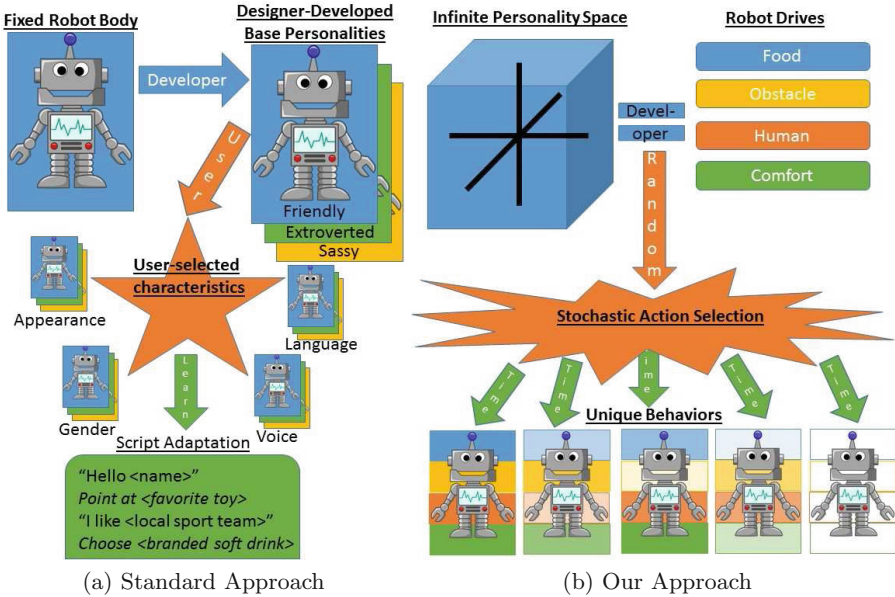 Fixed Robot Body
Designer-Developed
Base Personalities
Developer
User
Friendly
Extroverted
Sassy
User-selected
characteristics
Appearance
Language
Gender
Voice
Learn
Script Adaptation
“Hello <name>”
Point at <favorite toy>
“I like <local sport team>”
Choose <branded soft drink>
(a) Standard Approach
Infinite Personality Space
Robot Drives
Food
Obstacle
Human
Comfort
Devel-
oper
Random
Stochastic Action Selection
Time
Time
ime
Time
Time
Unique Behaviors
(b) Our Approach